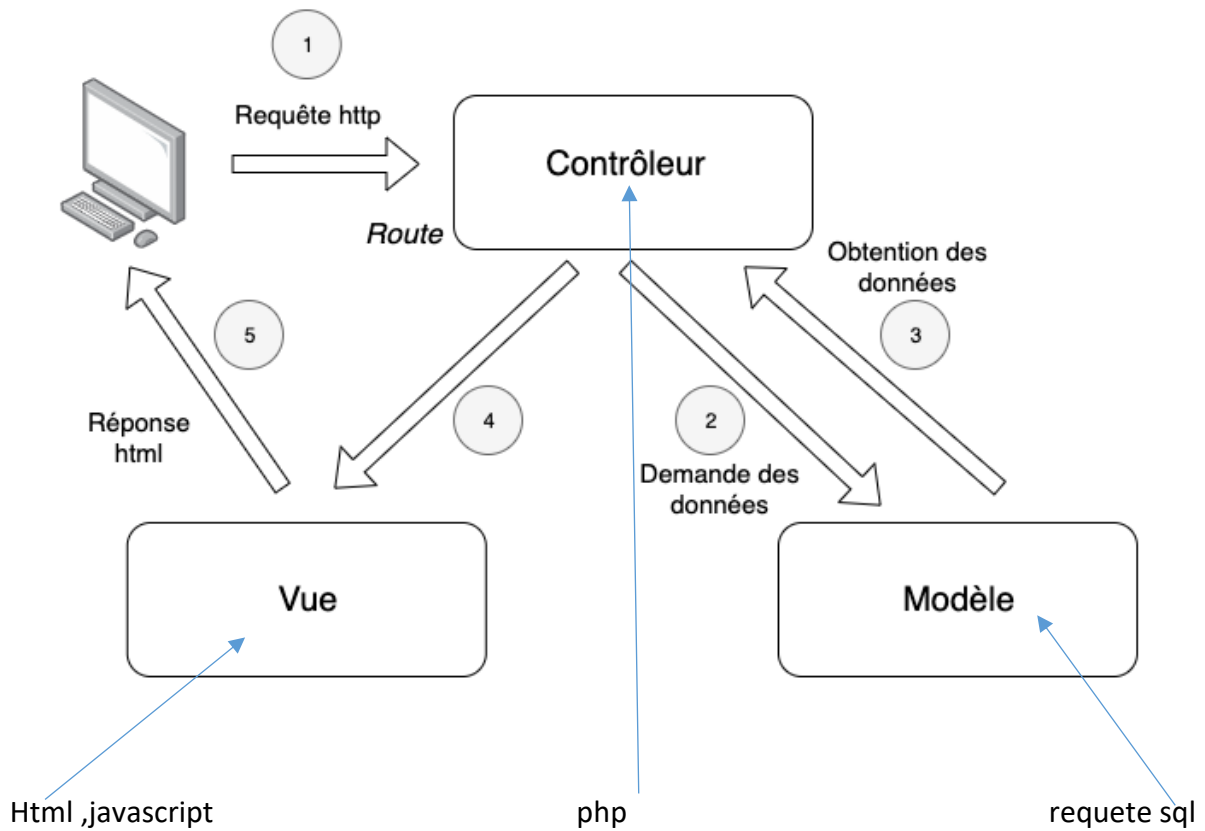 1
Requête http
Contrôleur
Route
Obtention des
données
5
3
4
2
Réponse
html
Demande des
données
Vue
Modèle
Html ,javascript
php
requete sql